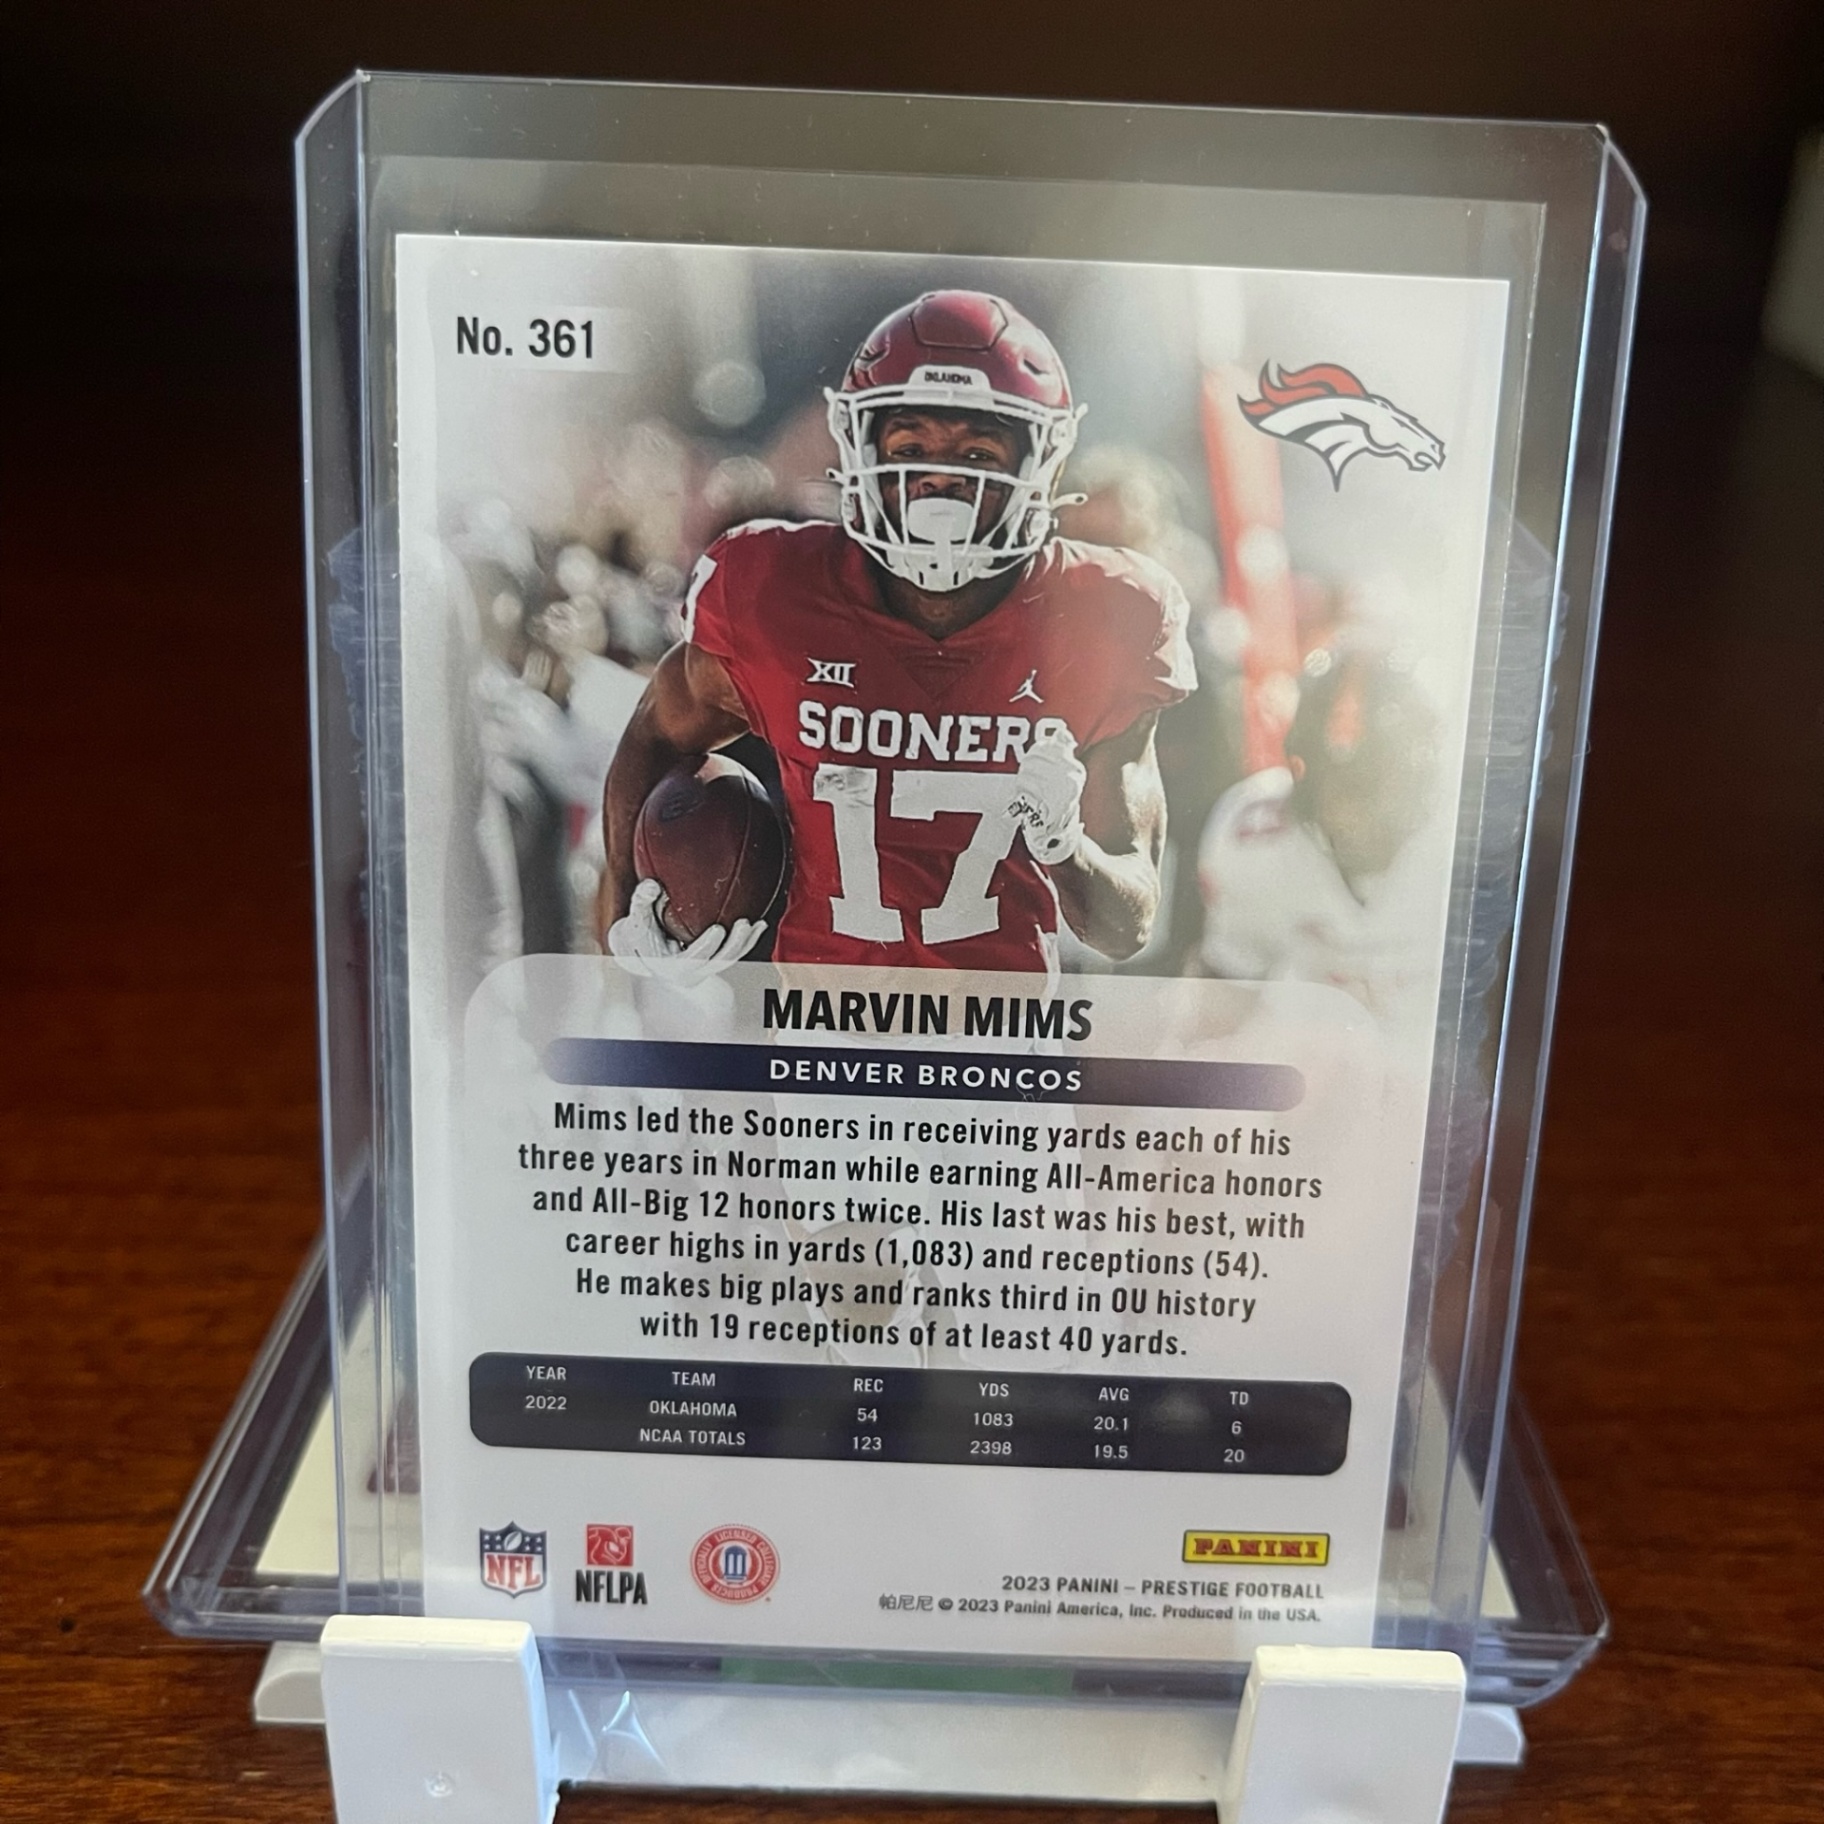 No. 361
OKLAHOMA
XII
SOONERS
17
MARVIN MIMS
DENVER BRONCOS
Mims led the Sooners in receiving yards each of his
three years in Norman while earning All-America honors
and All-Big 12 honors twice. His last was his best, with
career highs in yards (1,083) and receptions (54).
He makes big plays and ranks third in OU history
with 19 receptions of at least 40 yards.
YEAR TEAM REC YDS AVG TD
2022 OKLAHOMA 54 1083 20.1 6
NCAA TOTALS 123 2398 19.5 20
NFL
NFLPA
OFFICIALLY LICENSED COLLEGIATE PRODUCTS
PANINI
2023 PANINI – PRESTIGE FOOTBALL
帕尼尼 © 2023 Panini America, Inc. Produced in the USA.